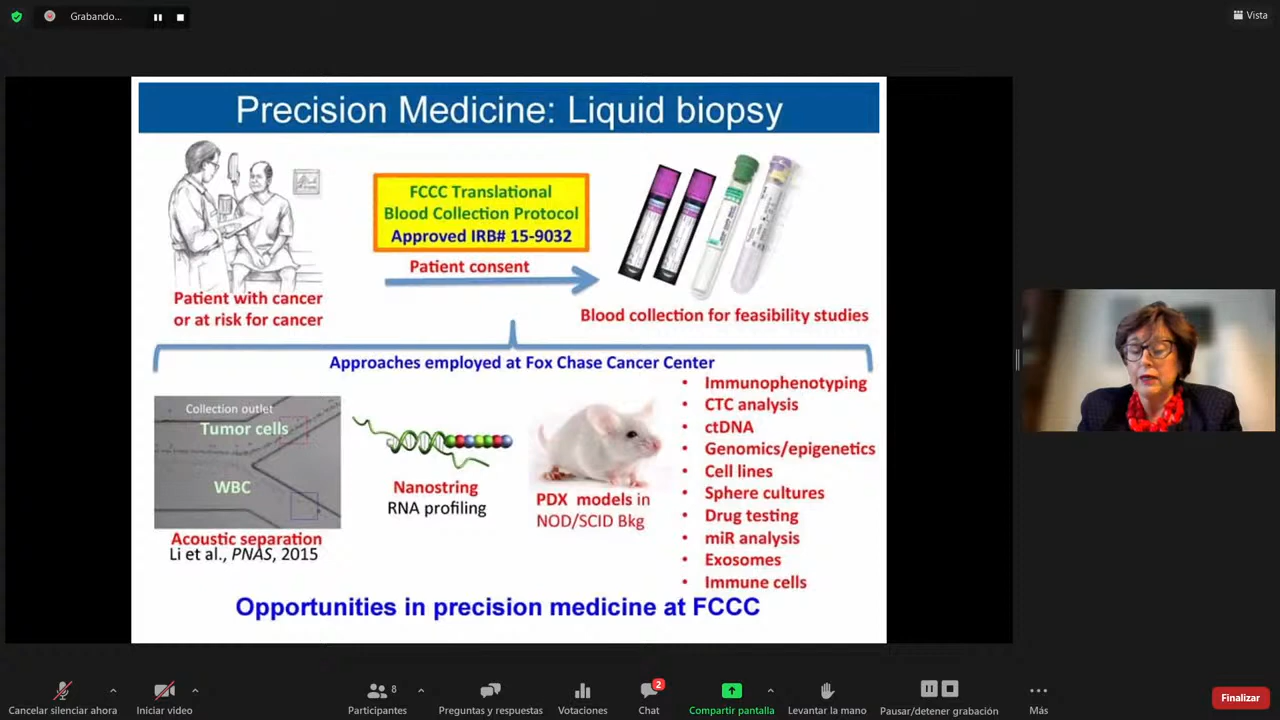 Grabando...
Vista
Precision Medicine: Liquid biopsy
FCCC Translational
Blood Collection Protocol
Approved IRB# 15-9032
Patient consent
Patient with cancer
or at risk for cancer
Blood collection for feasibility studies
Approaches employed at Fox Chase Cancer Center
Collection outlet
Tumor cells
WBC
Acoustic separation
Li et al., PNAS, 2015
Nanostring
RNA profiling
PDX models in
NOD/SCID Bkg
• Immunophenotyping
• CTC analysis
• ctDNA
• Genomics/epigenetics
• Cell lines
• Sphere cultures
• Drug testing
• miR analysis
• Exosomes
• Immune cells
Opportunities in precision medicine at FCCC
Cancelar silenciar ahora
Iniciar video
8
Participantes
Preguntas y respuestas
Votaciones
2
Chat
Compartir pantalla
Levantar la mano
Pausar/detener grabación
Más
Finalizar